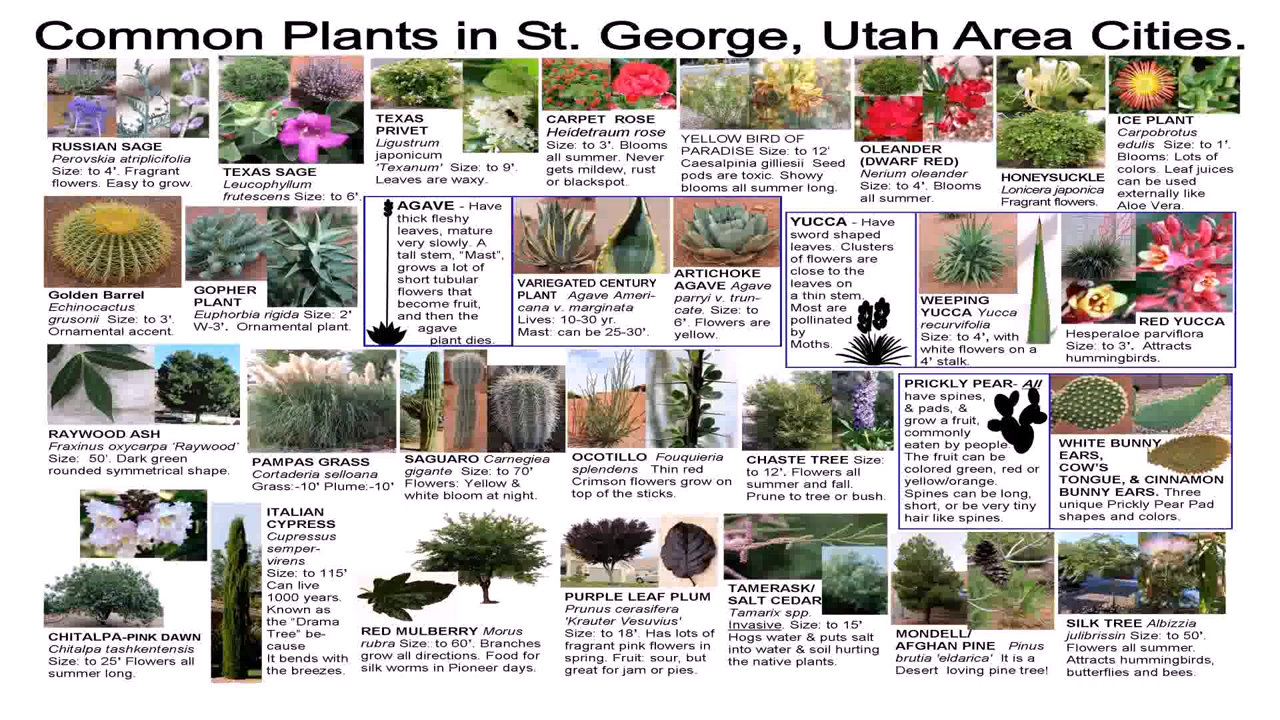 Common Plants in St. George, Utah Area Cities.
RUSSIAN SAGE
Perovskia atriplicifolia
Size: to 4'. Fragrant
flowers. Easy to grow.
TEXAS SAGE
Leucophyllum
frutescens Size: to 6'.
TEXAS
PRIVET
Ligustrum
japonicum
'Texanum' Size: to 9'.
Leaves are waxy.
CARPET ROSE
Heidetraum rose
Size: to 3'. Blooms
all summer. Never
gets mildew, rust
or blackspot.
YELLOW BIRD OF
PARADISE Size: to 12'
Caesalpinia gilliesii Seed
pods are toxic. Showy
blooms all summer long.
OLEANDER
(DWARF RED)
Nerium oleander
Size: to 4'. Blooms
all summer.
HONEYSUCKLE
Lonicera japonica
Fragrant flowers.
ICE PLANT
Carpobrotus
edulis Size: to 1'.
Blooms: Lots of
colors. Leaf juices
can be used
externally like
Aloe Vera.
Golden Barrel
Echinocactus
grusonii Size: to 3'.
Ornamental accent.
GOPHER
PLANT
Euphorbia rigida Size: 2'
W-3'. Ornamental plant.
AGAVE - Have
thick fleshy
leaves, mature
very slowly. A
tall stem, "Mast",
grows a lot of
short tubular
flowers that
become fruit,
and then the
agave
plant dies.
VARIEGATED CENTURY
PLANT Agave Ameri-
cana v. marginata
Lives: 10-30 yr.
Mast: can be 25-30'.
ARTICHOKE
AGAVE Agave
parryi v. trun-
cate. Size: to
6'. Flowers are
yellow.
YUCCA - Have
sword shaped
leaves. Clusters
of flowers are
close to the
leaves on
a thin stem.
Most are
pollinated
by
Moths.
WEEPING
YUCCA Yucca
recurvifolia
Size: to 4', with
white flowers on a
4' stalk.
RED YUCCA
Hesperaloe parviflora
Size: to 3'. Attracts
hummingbirds.
RAYWOOD ASH
Fraxinus oxycarpa 'Raywood'
Size: 50'. Dark green
rounded symmetrical shape.
PAMPAS GRASS
Cortaderia selloana
Grass:-10' Plume:-10'
SAGUARO Carnegiea
gigante Size: to 70'
Flowers: Yellow &
white bloom at night.
OCOTILLO Fouquieria
splendens Thin red
Crimson flowers grow on
top of the sticks.
CHASTE TREE Size:
to 12'. Flowers all
summer and fall.
Prune to tree or bush.
PRICKLY PEAR- All
have spines,
& pads, &
grow a fruit,
commonly
eaten by people.
The fruit can be
colored green, red or
yellow/orange.
Spines can be long,
short, or be very tiny
hair like spines.
WHITE BUNNY
EARS,
COW'S
TONGUE, & CINNAMON
BUNNY EARS. Three
unique Prickly Pear Pad
shapes and colors.
CHITALPA-PINK DAWN
Chitalpa tashkentensis
Size: to 25' Flowers all
summer long.
ITALIAN
CYPRESS
Cupressus
semper-
virens
Size: to 115'
Can live
1000 years.
Known as
the "Drama
Tree" be-
cause
It bends with
the breezes.
RED MULBERRY Morus
rubra Size: to 60'. Branches
grow all directions. Food for
silk worms in Pioneer days.
PURPLE LEAF PLUM
Prunus cerasifera
'Krauter Vesuvius'
Size: to 18'. Has lots of
fragrant pink flowers in
spring. Fruit: sour, but
great for jam or pies.
TAMERASK/
SALT CEDAR
Tamarix spp.
Invasive. Size: to 15'
Hogs water & puts salt
into water & soil hurting
the native plants.
MONDELL/
AFGHAN PINE Pinus
brutia 'eldarica' It is a
Desert loving pine tree!
SILK TREE Albizzia
julibrissin Size: to 50'.
Flowers all summer.
Attracts hummingbirds,
butterflies and bees.